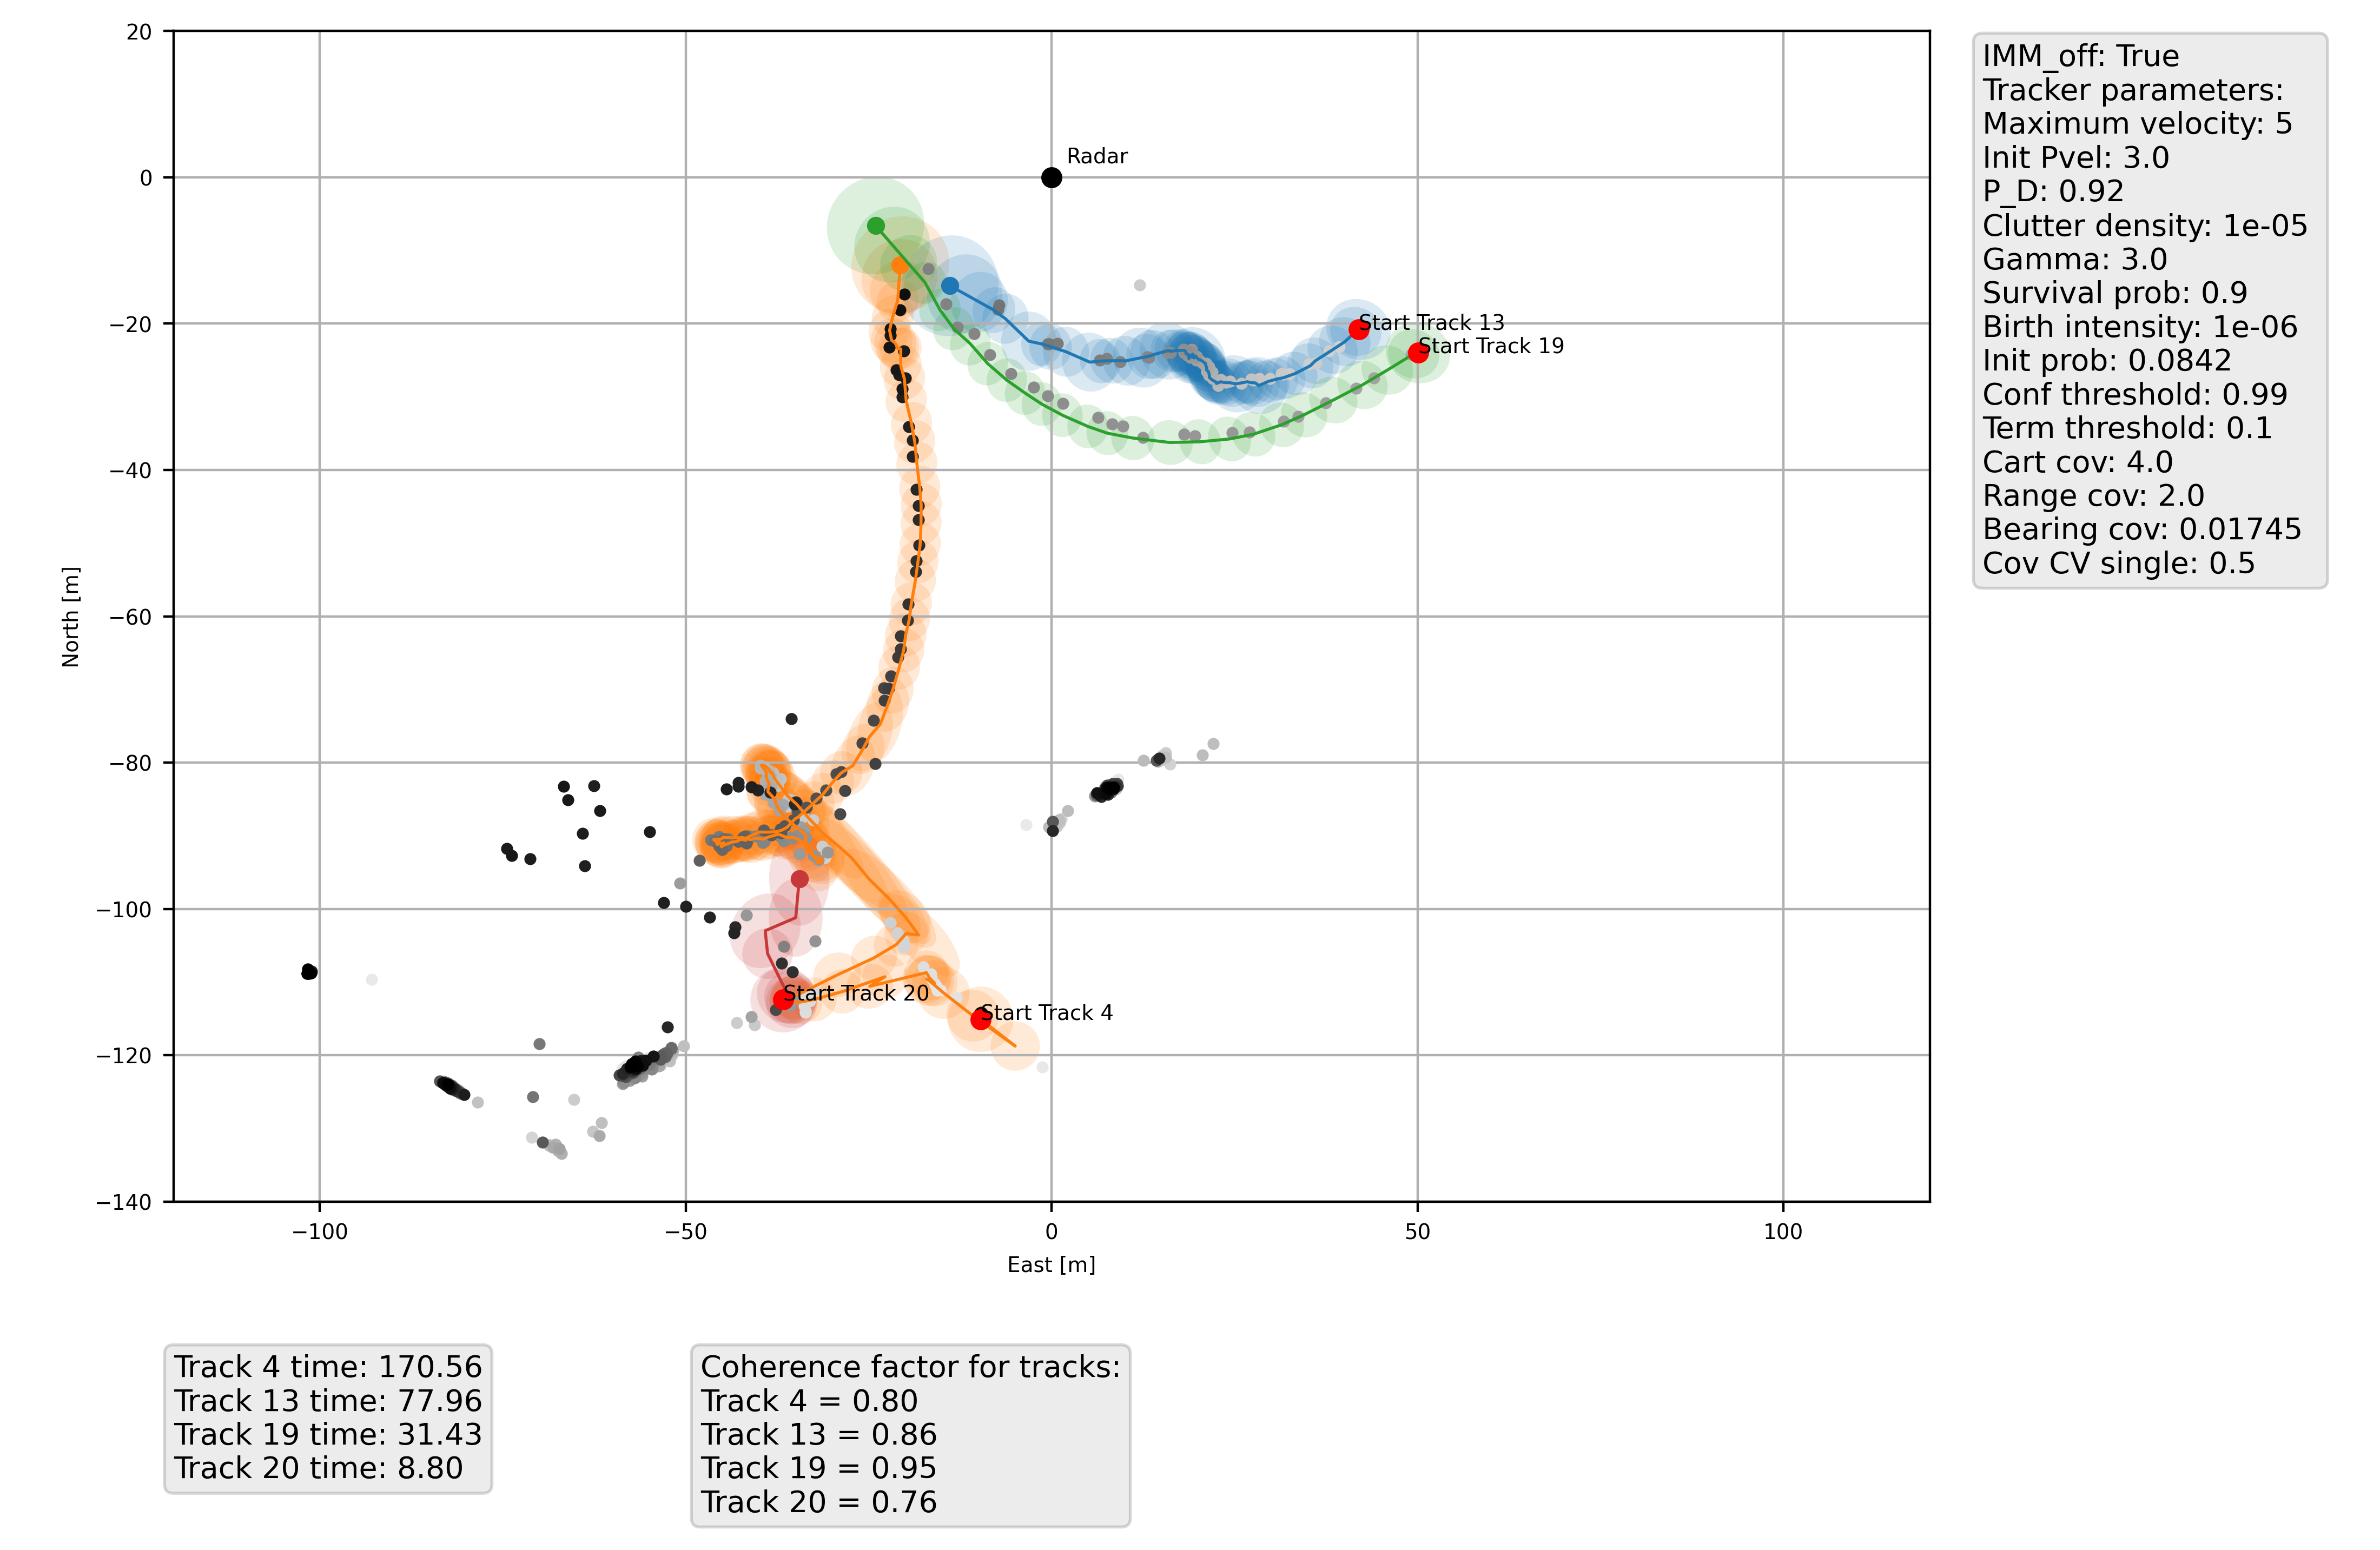 20
0
−20
−40
−60
−80
−100
−120
−140
North [m]
−100
−50
0
50
100
East [m]
Radar
Start Track 13
Start Track 19
Start Track 20
Start Track 4
IMM_off: True
Tracker parameters:
Maximum velocity: 5
Init Pvel: 3.0
P_D: 0.92
Clutter density: 1e-05
Gamma: 3.0
Survival prob: 0.9
Birth intensity: 1e-06
Init prob: 0.0842
Conf threshold: 0.99
Term threshold: 0.1
Cart cov: 4.0
Range cov: 2.0
Bearing cov: 0.01745
Cov CV single: 0.5
Track 4 time: 170.56
Track 13 time: 77.96
Track 19 time: 31.43
Track 20 time: 8.80
Coherence factor for tracks:
Track 4 = 0.80
Track 13 = 0.86
Track 19 = 0.95
Track 20 = 0.76